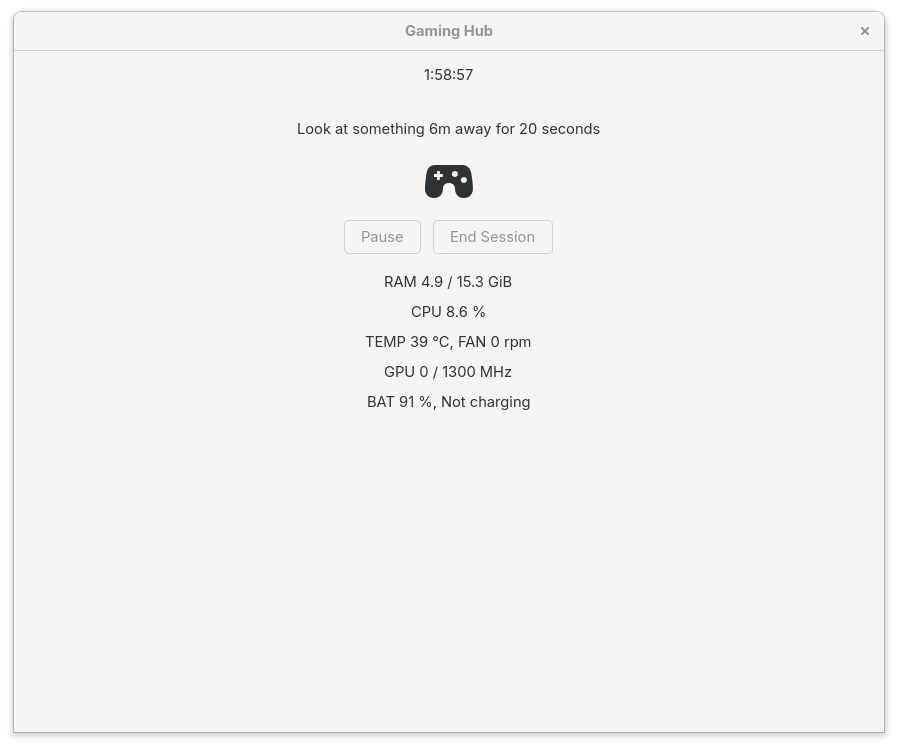 Gaming Hub ×
1:58:57
Look at something 6m away for 20 seconds
Pause End Session
RAM 4.9 / 15.3 GiB
CPU 8.6 %
TEMP 39 °C, FAN 0 rpm
GPU 0 / 1300 MHz
BAT 91 %, Not charging